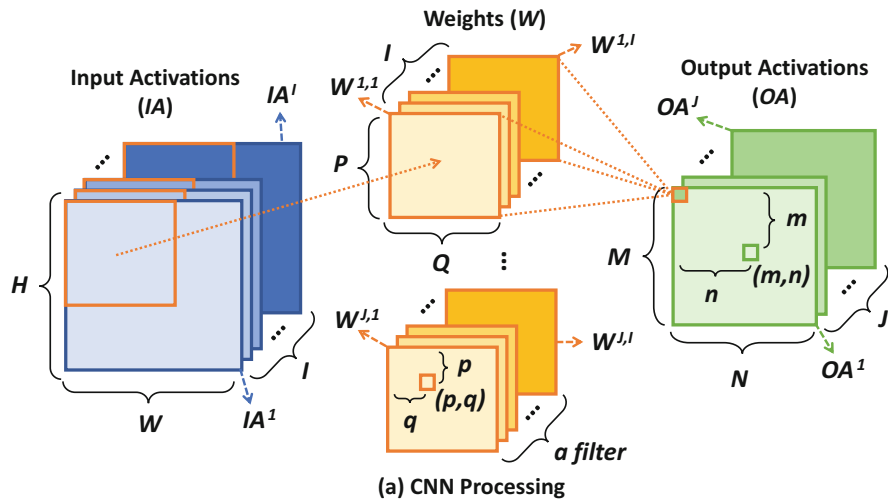 Input Activations
(IA)
IA^I
H
W
I
IA^1
Weights (W)
I
W^{1,1}
W^{1,I}
P
Q
⋮
W^{J,1}
W^{J,I}
p
q
(p,q)
a filter
Output Activations
(OA)
OA^J
M
m
n
(m,n)
N
J
OA^1
(a) CNN Processing